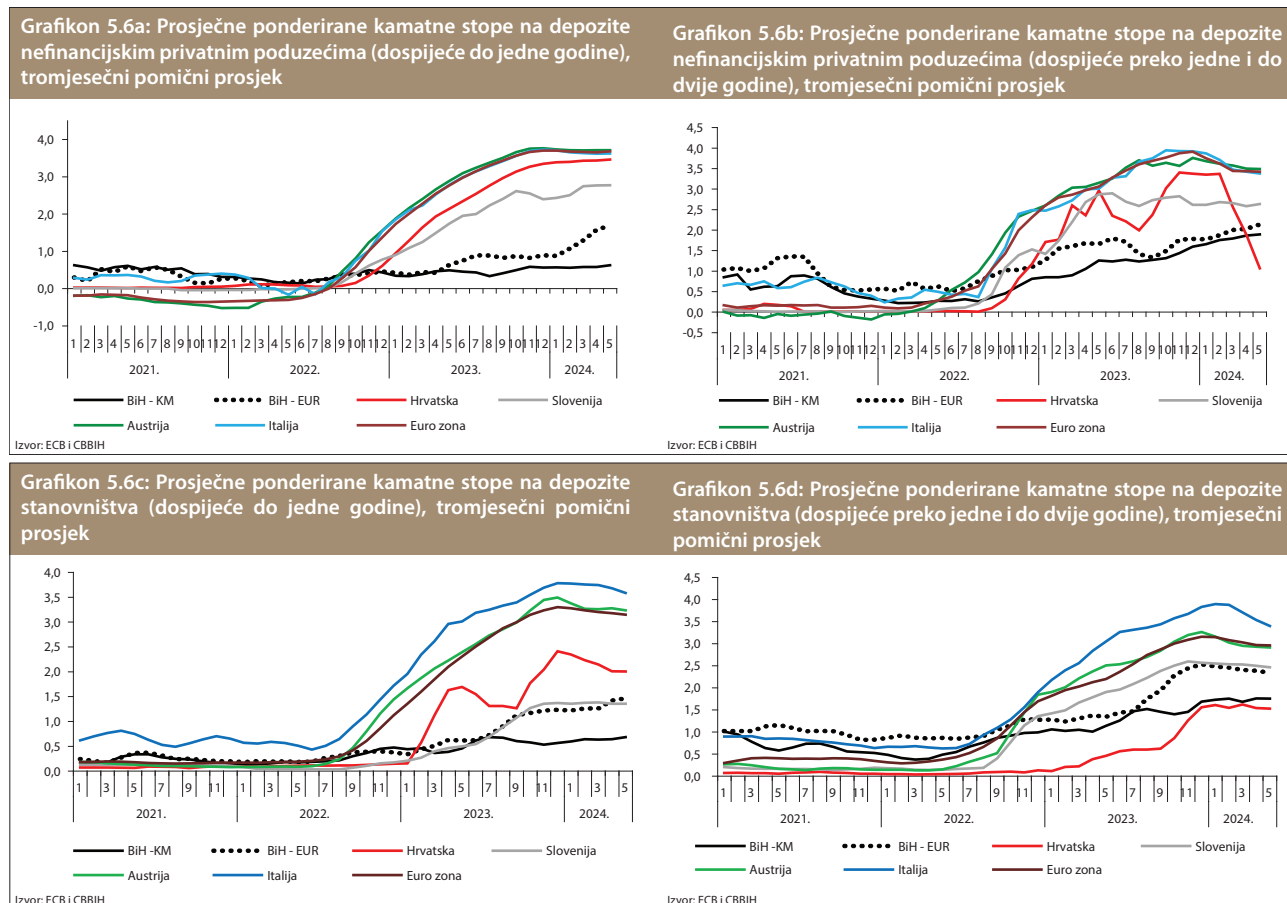 Grafikon 5.6a: Prosječne ponderirane kamatne stope na depozite
nefinancijskim privatnim poduzećima (dospijeće do jedne godine),
tromjesečni pomični prosjek
4,0
3,0
2,0
1,0
0,0
-1,0
1 2 3 4 5 6 7 8 9 10 11 12 1 2 3 4 5 6 7 8 9 10 11 12 1 2 3 4 5 6 7 8 9 10 11 12 1 2 3 4 5
2021. 2022. 2023. 2024.
BiH - KM BiH - EUR Hrvatska Slovenija
Austrija Italija Euro zona
Izvor: ECB i CBBIH
Grafikon 5.6b: Prosječne ponderirane kamatne stope na depozite
nefinancijskim privatnim poduzećima (dospijeće preko jedne i do
dvije godine), tromjesečni pomični prosjek
4,5
4,0
3,5
3,0
2,5
2,0
1,5
1,0
0,5
0,0
-0,5
1 2 3 4 5 6 7 8 9 10 11 12 1 2 3 4 5 6 7 8 9 10 11 12 1 2 3 4 5 6 7 8 9 10 11 12 1 2 3 4 5
2021. 2022. 2023. 2024.
BiH - KM BiH - EUR Hrvatska Slovenija
Austrija Italija Euro zona
Izvor: ECB i CBBIH
Grafikon 5.6c: Prosječne ponderirane kamatne stope na depozite
stanovništva (dospijeće do jedne godine), tromjesečni pomični
prosjek
4,0
3,5
3,0
2,5
2,0
1,5
1,0
0,5
0,0
1 3 5 7 9 11 1 3 5 7 9 11 1 3 5 7 9 11 1 3 5
2021. 2022. 2023. 2024.
BiH -KM BiH - EUR Hrvatska Slovenija
Austrija Italija Euro zona
Izvor: ECB i CBBIH
Grafikon 5.6d: Prosječne ponderirane kamatne stope na depozite
stanovništva (dospijeće preko jedne i do dvije godine), tromjesečni
pomični prosjek
4,5
4,0
3,5
3,0
2,5
2,0
1,5
1,0
0,5
0,0
1 3 5 7 9 11 1 3 5 7 9 11 1 3 5 7 9 11 1 3 5
2021. 2022. 2023. 2024.
BiH -KM BiH - EUR Hrvatska Slovenija
Austrija Italija Euro zona
Izvor: ECB i CBBIH